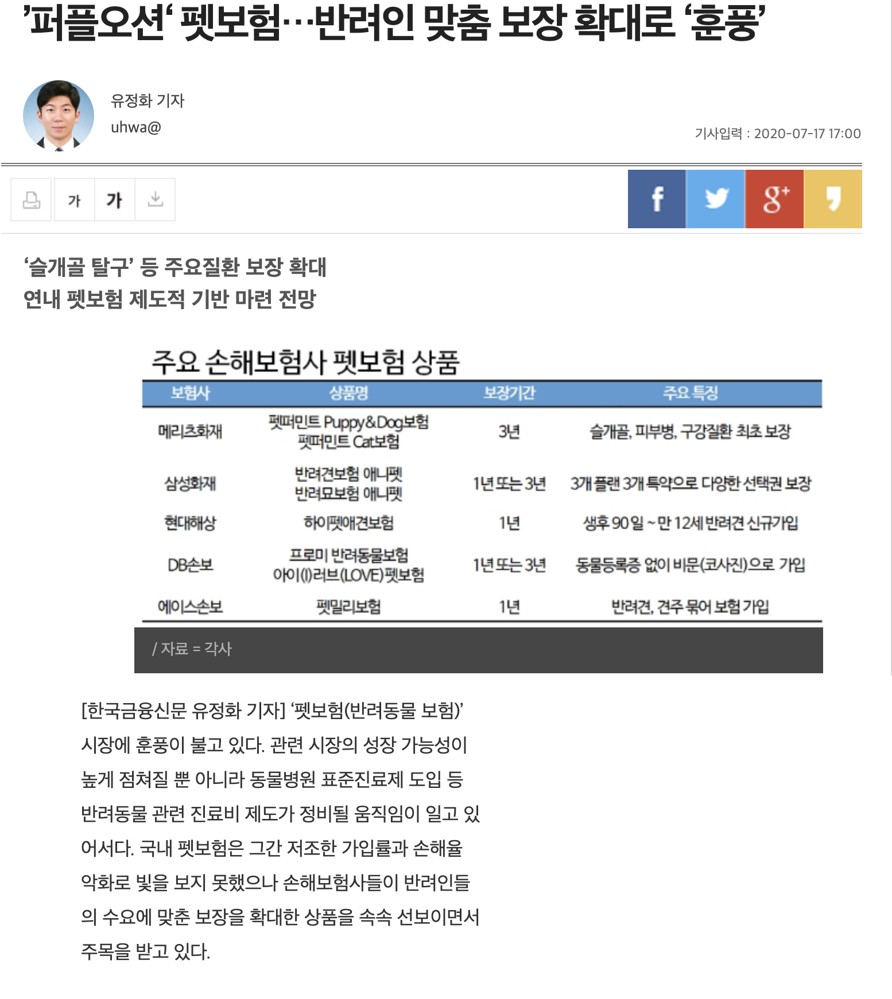 ’퍼플오션‘ 펫보험…반려인 맞춤 보장 확대로 ‘훈풍’
유정화 기자
uhwa@
기사입력 : 2020-07-17 17:00
가 가
f g+
‘슬개골 탈구’ 등 주요질환 보장 확대
연내 펫보험 제도적 기반 마련 전망
주요 손해보험사 펫보험 상품
보험사 상품명 보장기간 주요 특징
메리츠화재 펫퍼민트 Puppy&Dog보험 3년 슬개골, 피부병, 구강질환 최초 보장
펫퍼민트 Cat보험
삼성화재 반려견보험 애니펫 1년 또는 3년 3개 플랜 3개 특약으로 다양한 선택권 보장
반려묘보험 애니펫
현대해상 하이펫애견보험 1년 생후 90일 ~ 만 12세 반려견 신규가입
DB손보 프로미 반려동물보험 1년 또는 3년 동물등록증 없이 비문(코사진)으로 가입
아이(I)러브(LOVE)펫보험
에이스손보 펫밀리보험 1년 반려견, 견주 묶어 보험 가입
/ 자료 = 각사
[한국금융신문 유정화 기자] ‘펫보험(반려동물 보험)’
시장에 훈풍이 불고 있다. 관련 시장의 성장 가능성이
높게 점쳐질 뿐 아니라 동물병원 표준진료제 도입 등
반려동물 관련 진료비 제도가 정비될 움직임이 일고 있
어서다. 국내 펫보험은 그간 저조한 가입률과 손해율
악화로 빛을 보지 못했으나 손해보험사들이 반려인들
의 수요에 맞춘 보장을 확대한 상품을 속속 선보이면서
주목을 받고 있다.